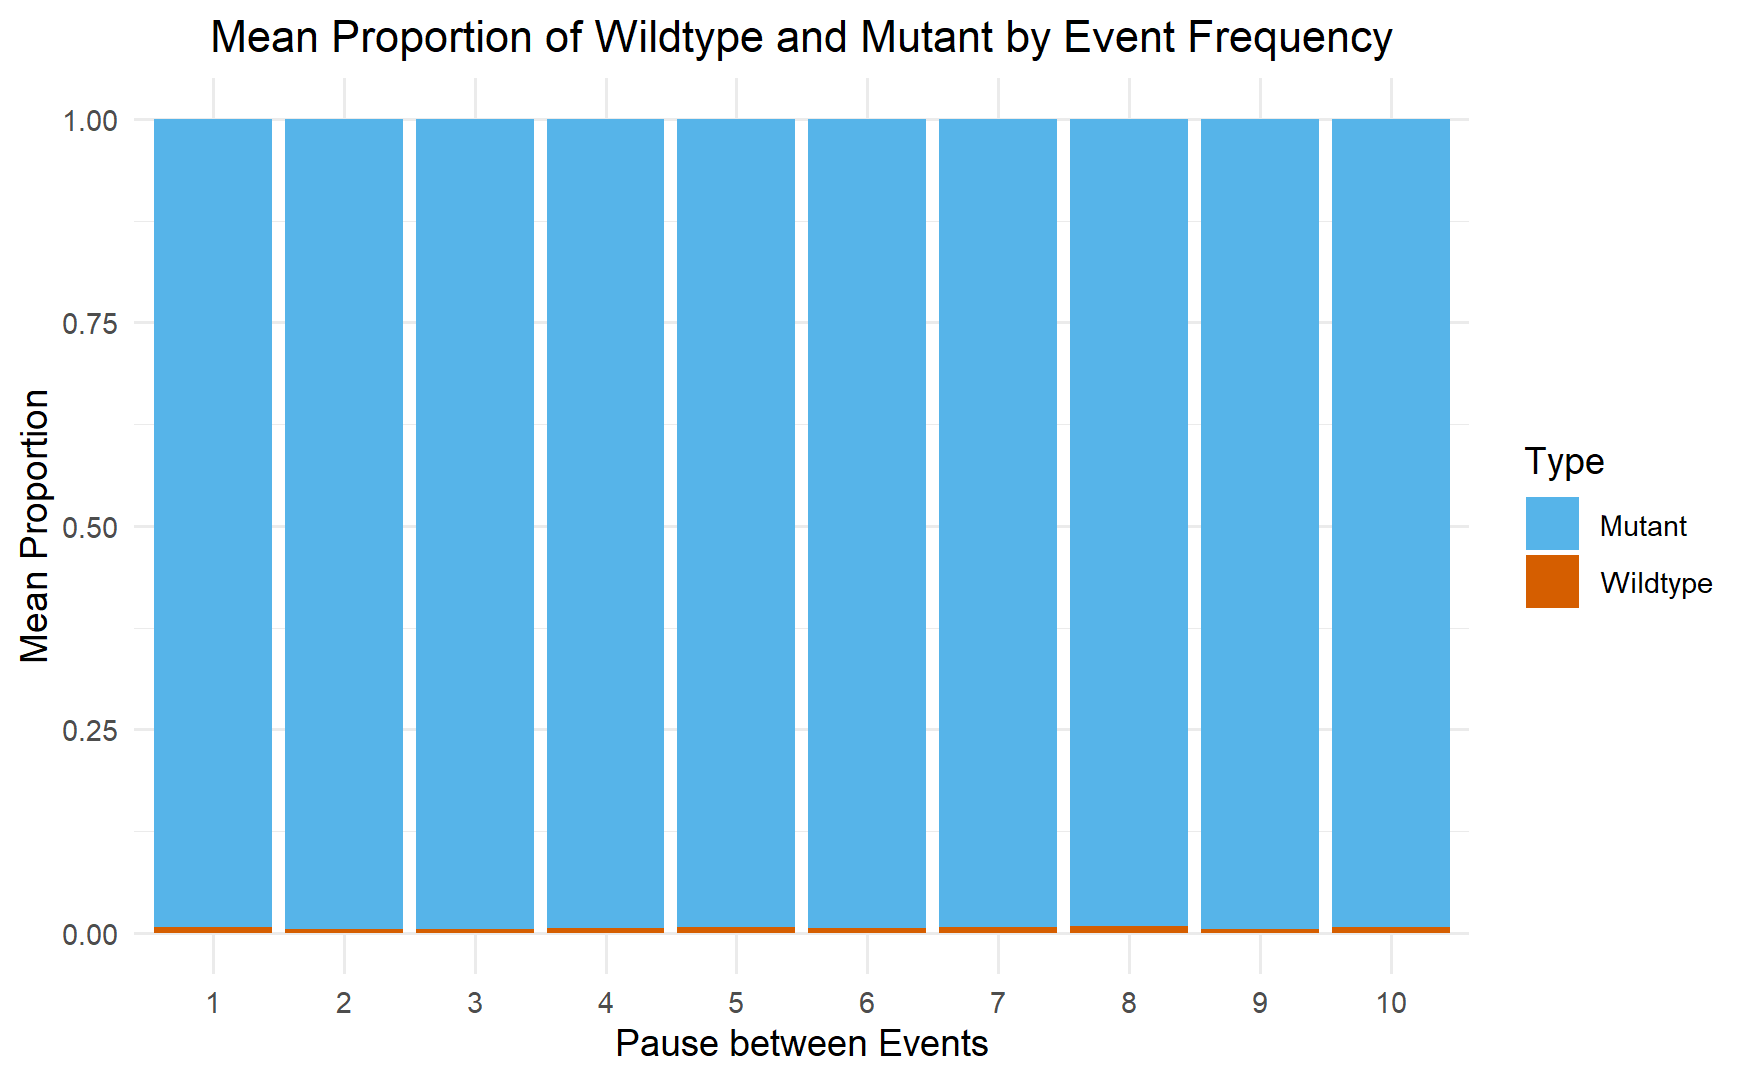 Mean Proportion of Wildtype and Mutant by Event Frequency
1.00
0.75
0.50
0.25
0.00
Mean Proportion
1 2 3 4 5 6 7 8 9 10
Pause between Events
Type
Mutant
Wildtype